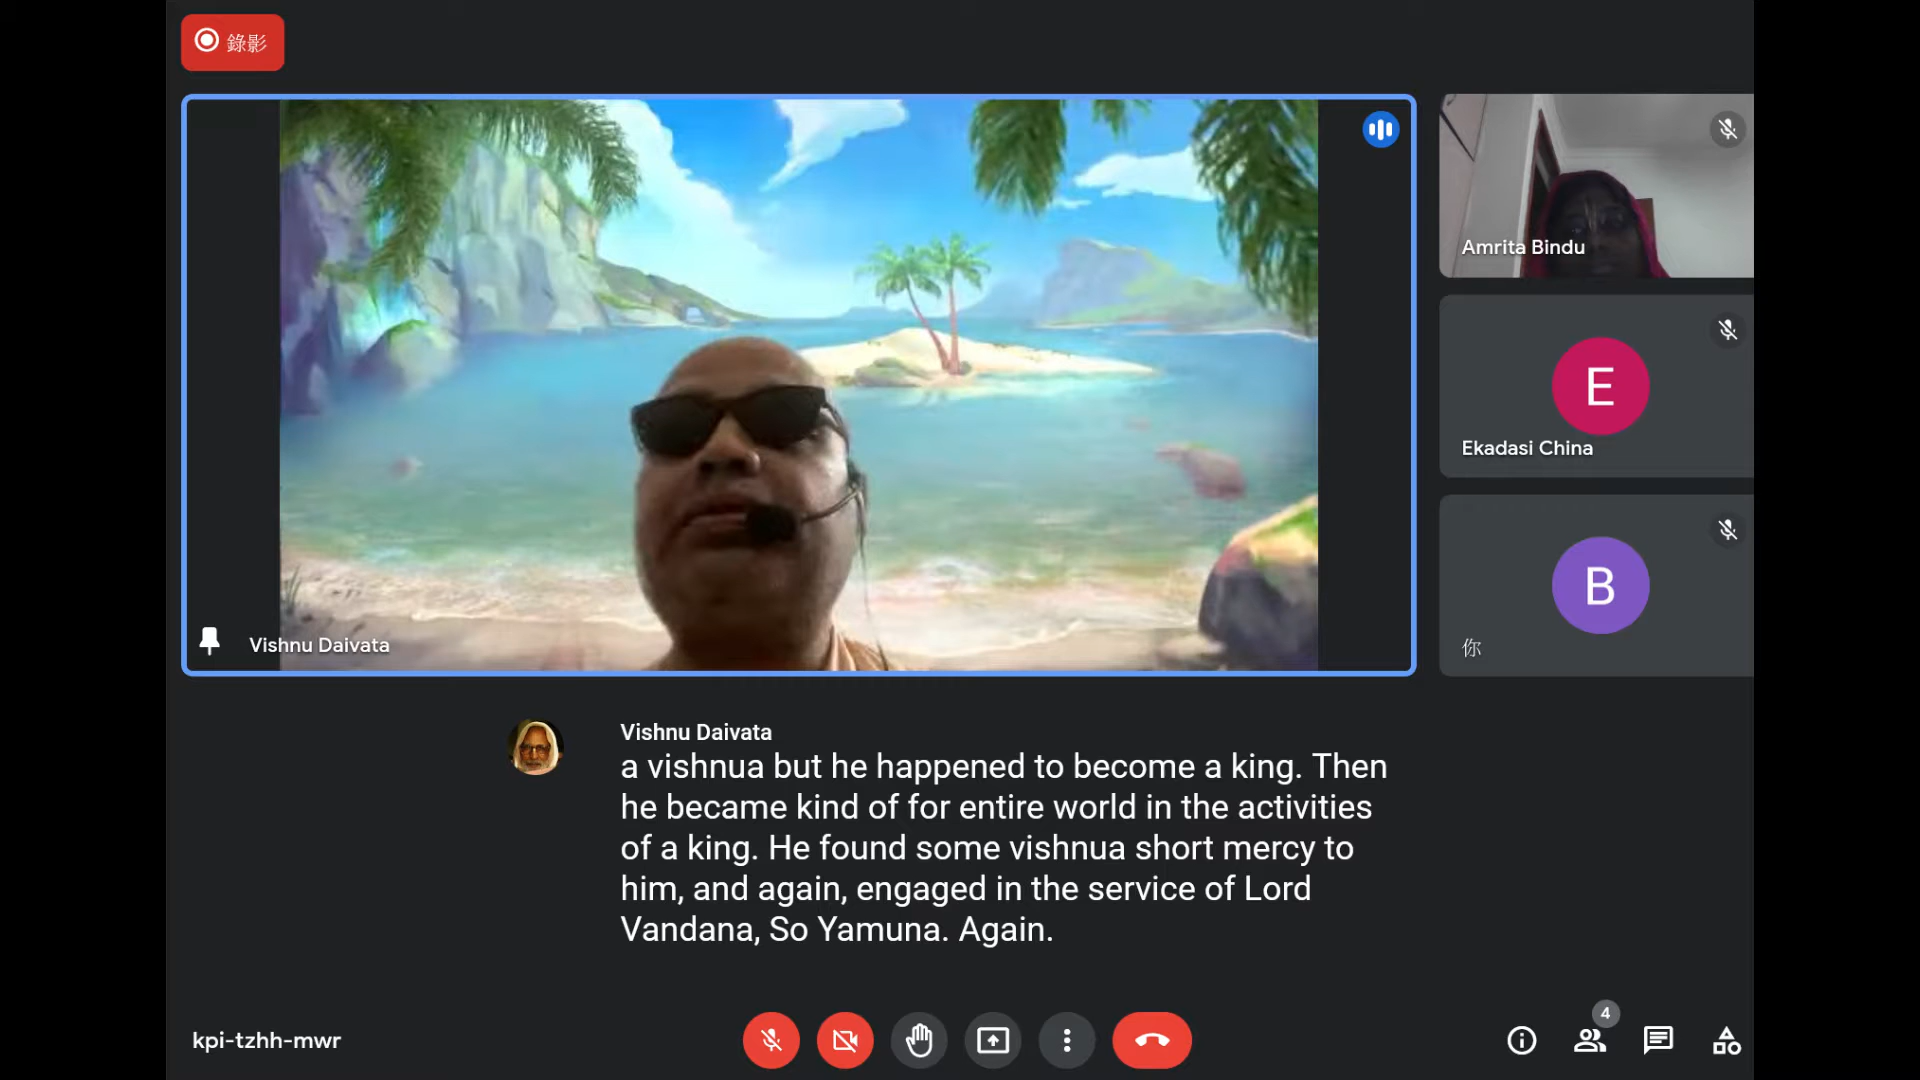 錄影
Vishnu Daivata
Amrita Bindu
E
Ekadasi China
B
你
Vishnu Daivata
a vishnua but he happened to become a king. Then
he became kind of for entire world in the activities
of a king. He found some vishnua short mercy to
him, and again, engaged in the service of Lord
Vandana, So Yamuna. Again.
kpi-tzhh-mwr
4